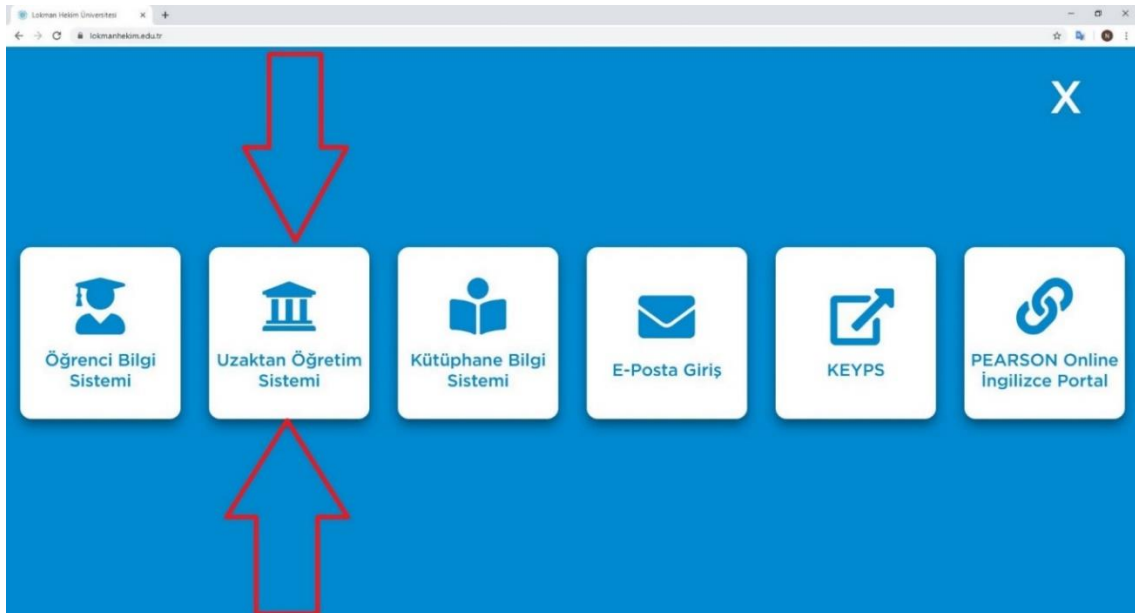 Lokman Hekim Üniversitesi
lokmanhekim.edu.tr
X
Öğrenci Bilgi
Sistemi
Uzaktan Öğretim
Sistemi
Kütüphane Bilgi
Sistemi
E-Posta Giriş
KEYPS
PEARSON Online
İngilizce Portal